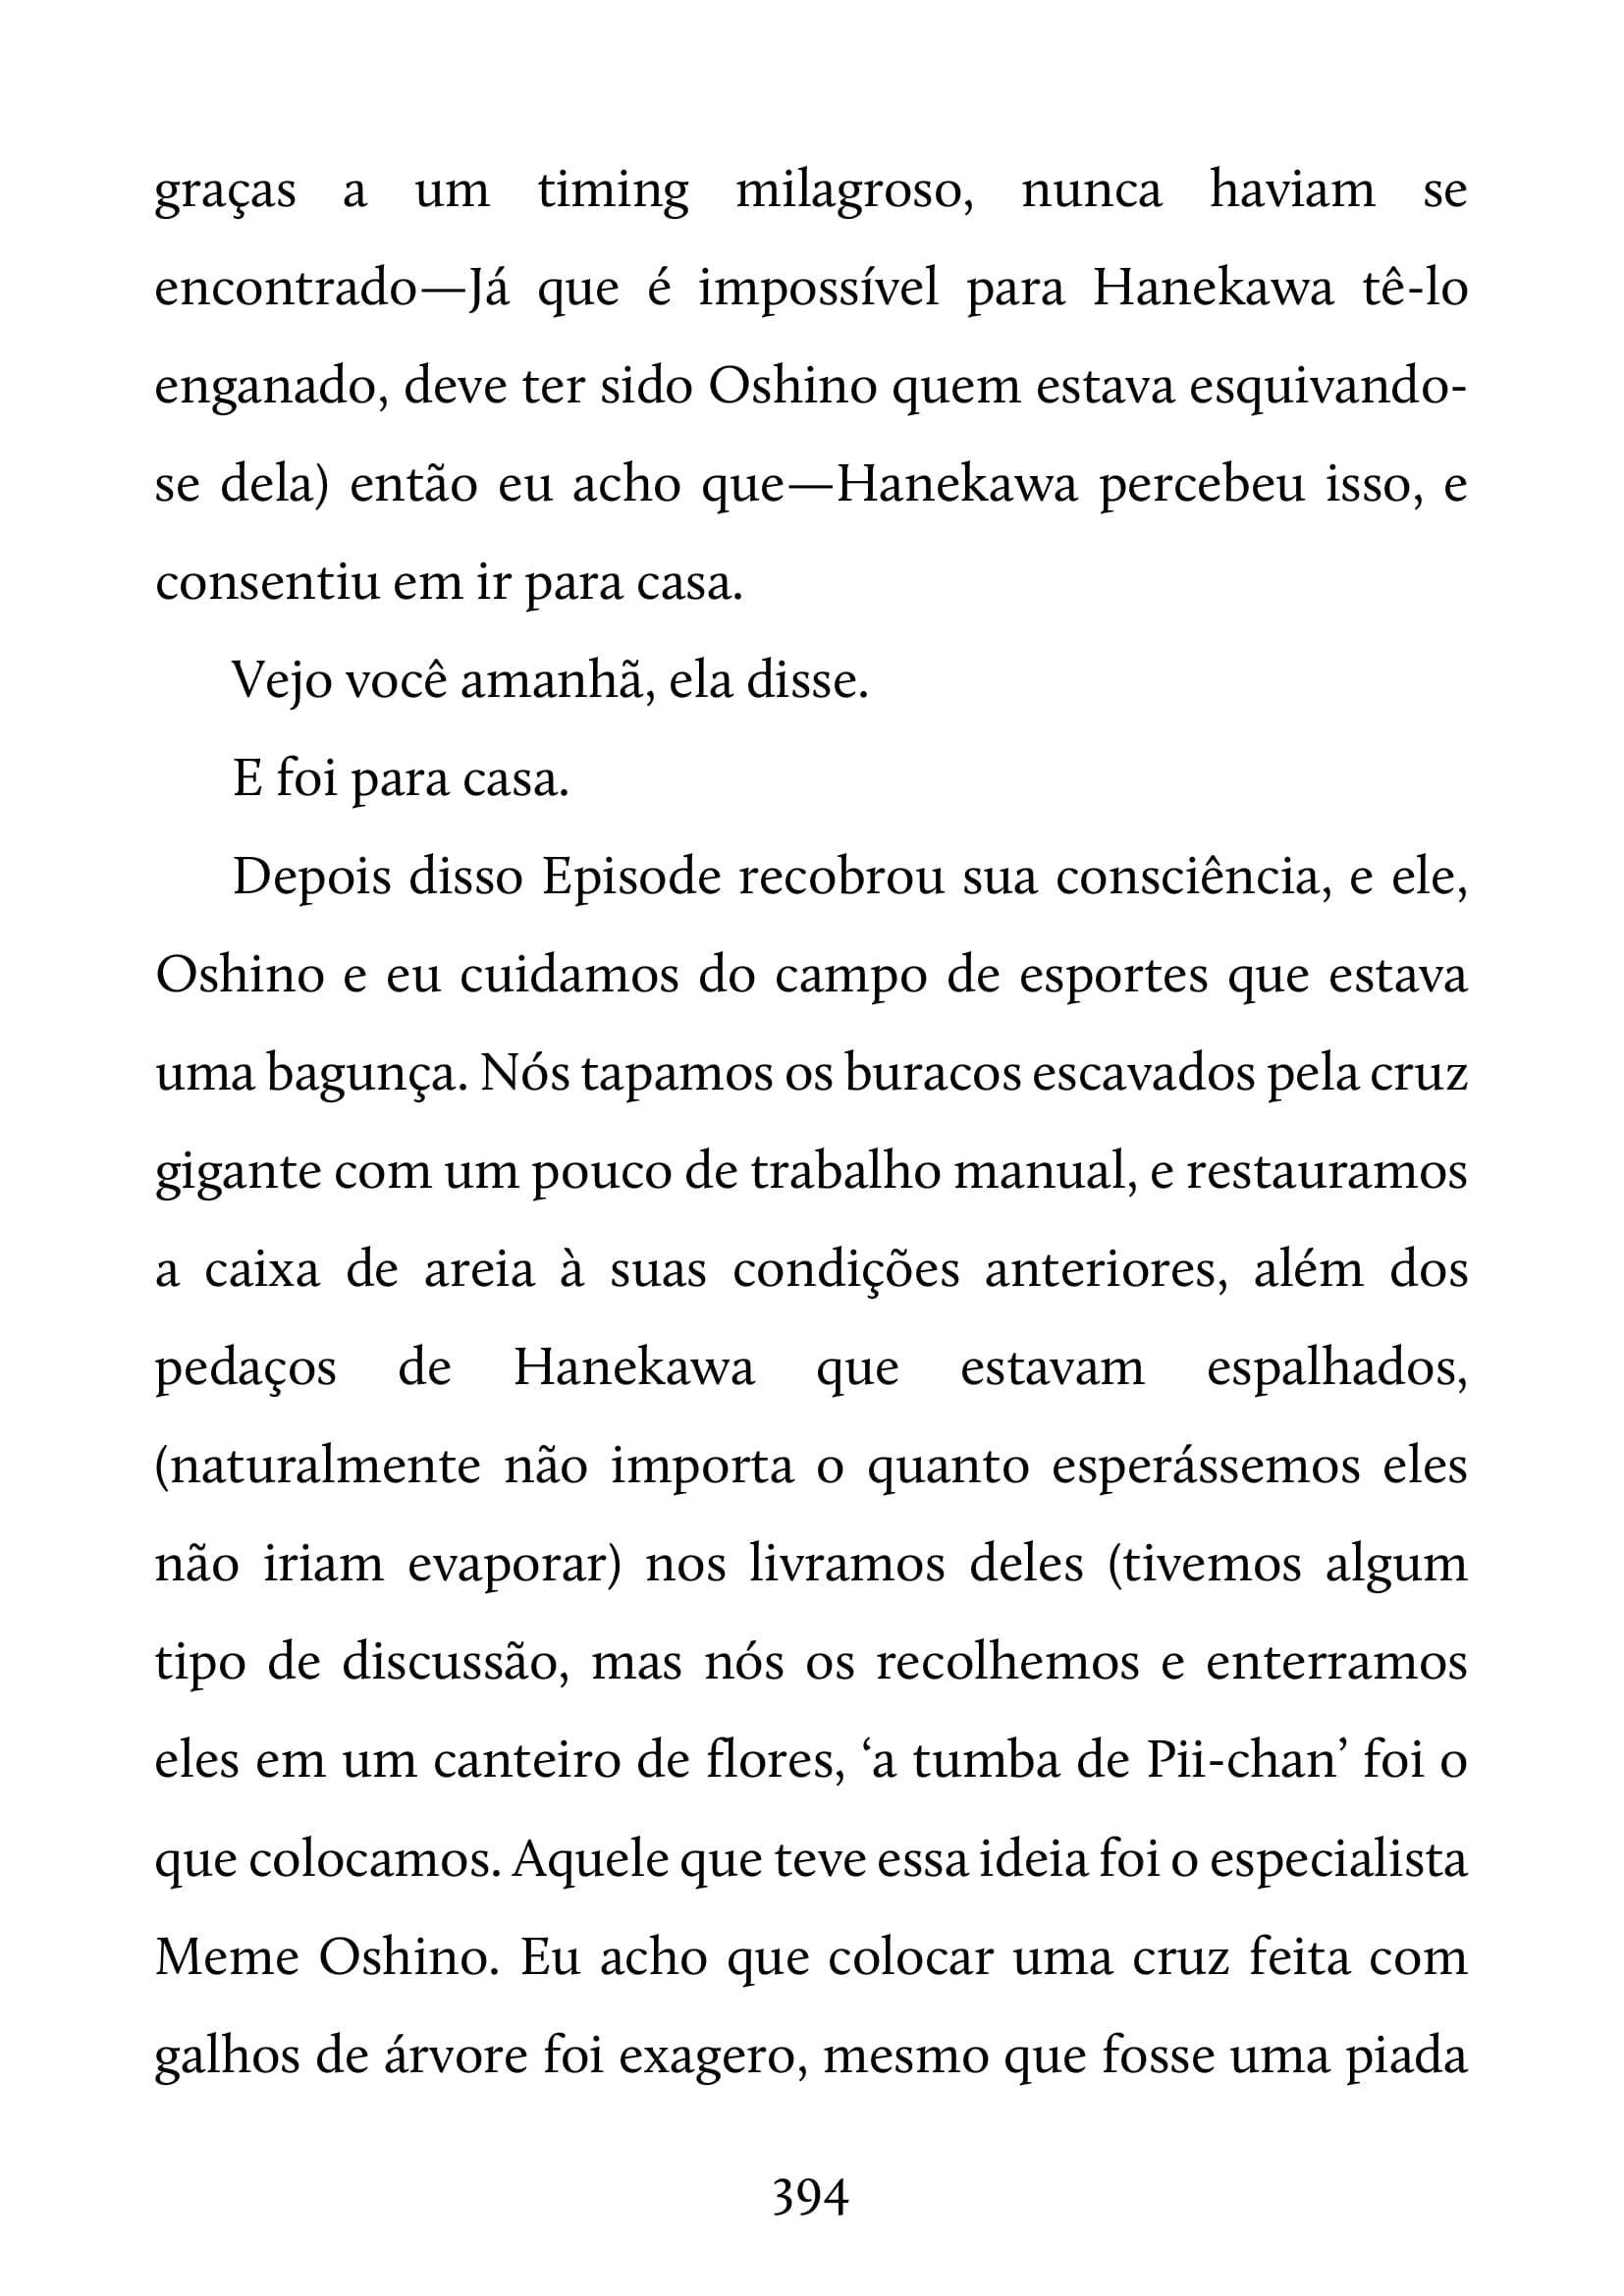 graças a um timing milagroso, nunca haviam se
encontrado—Já que é impossível para Hanekawa tê-lo
enganado, deve ter sido Oshino quem estava esquivando-
se dela) então eu acho que—Hanekawa percebeu isso, e
consentiu em ir para casa.
Vejo você amanhã, ela disse.
E foi para casa.
Depois disso Episode recobrou sua consciência, e ele,
Oshino e eu cuidamos do campo de esportes que estava
uma bagunça. Nós tapamos os buracos escavados pela cruz
gigante com um pouco de trabalho manual, e restauramos
a caixa de areia à suas condições anteriores, além dos
pedaços de Hanekawa que estavam espalhados,
(naturalmente não importa o quanto esperássemos eles
não iriam evaporar) nos livramos deles (tivemos algum
tipo de discussão, mas nós os recolhemos e enterramos
eles em um canteiro de flores, ‘a tumba de Pii-chan’ foi o
que colocamos. Aquele que teve essa ideia foi o especialista
Meme Oshino. Eu acho que colocar uma cruz feita com
galhos de árvore foi exagero, mesmo que fosse uma piada
394